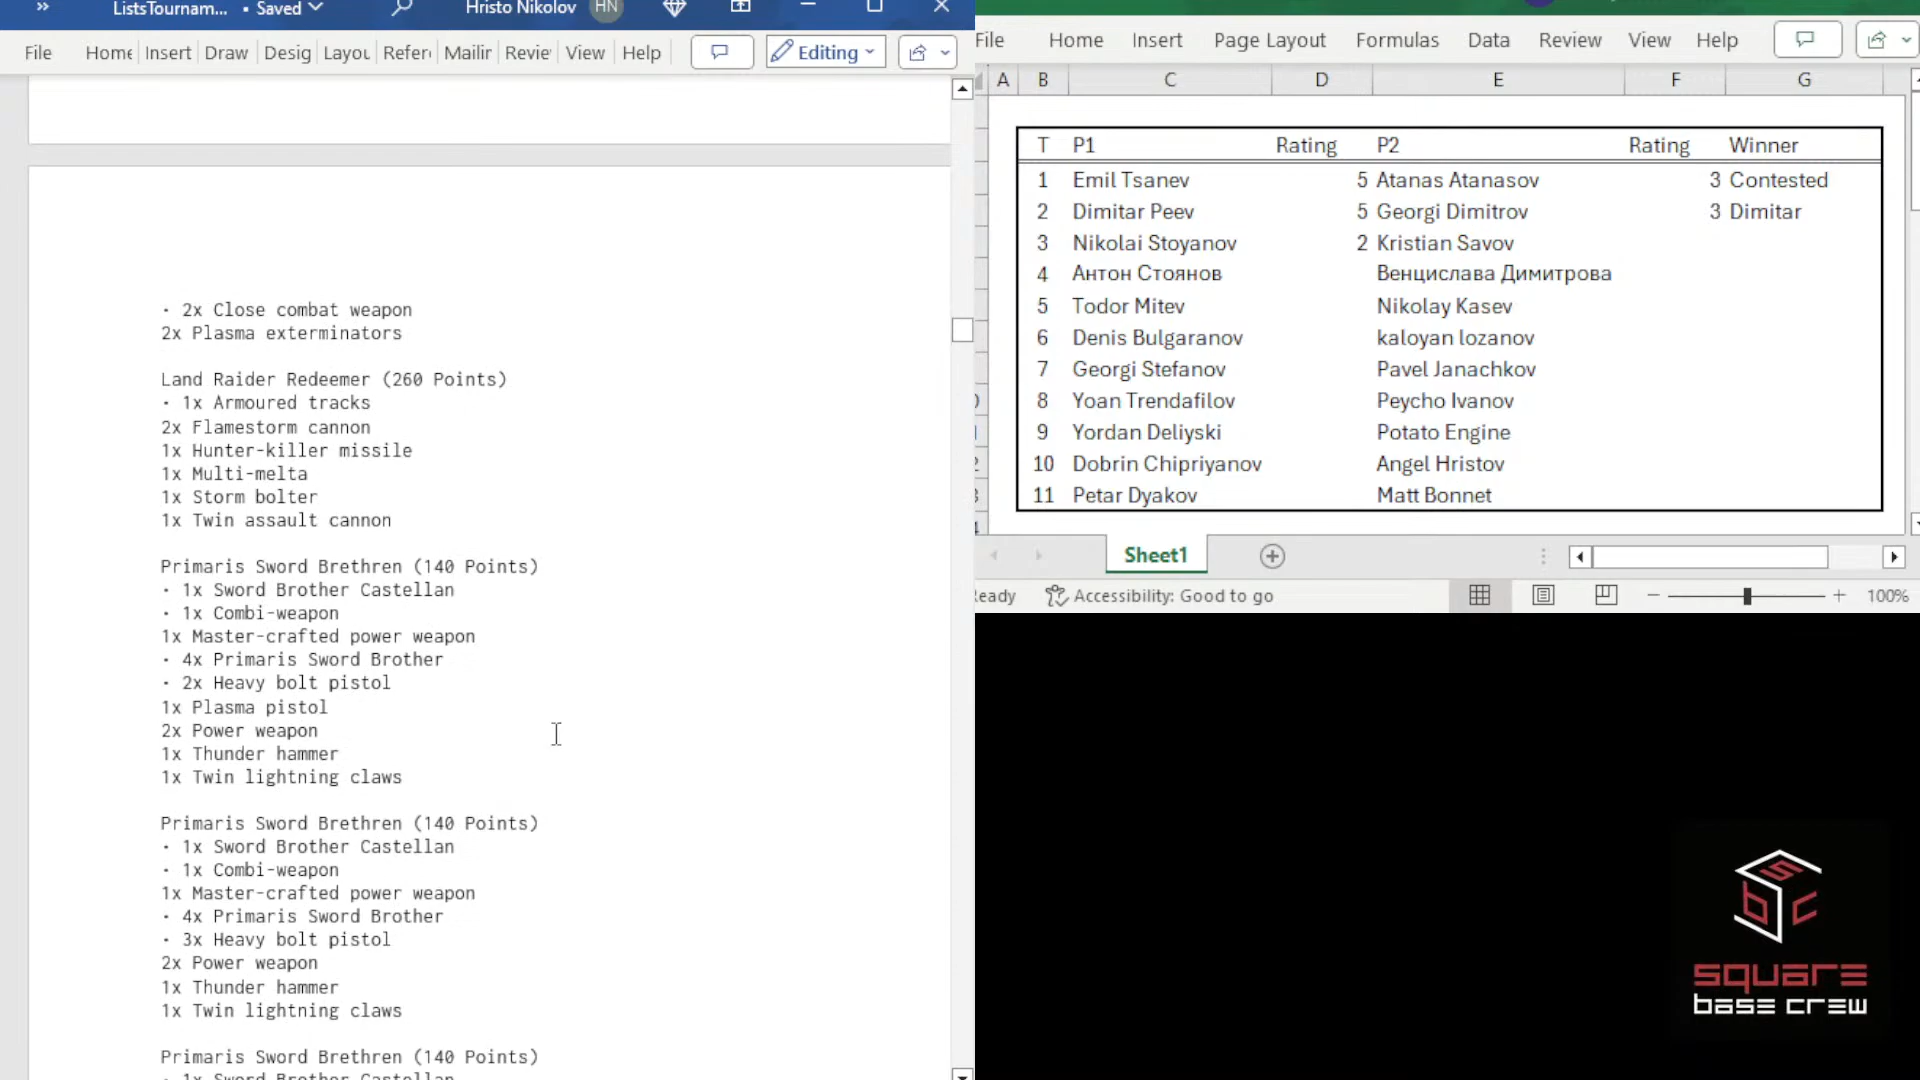 ListsTournam... • Saved
Hristo Nikolov HN
File Home Insert Draw Desig Layou Refer Mailin Revie View Help Editing
• 2x Close combat weapon
2x Plasma exterminators
Land Raider Redeemer (260 Points)
• 1x Armoured tracks
2x Flamestorm cannon
1x Hunter-killer missile
1x Multi-melta
1x Storm bolter
1x Twin assault cannon
Primaris Sword Brethren (140 Points)
• 1x Sword Brother Castellan
• 1x Combi-weapon
1x Master-crafted power weapon
• 4x Primaris Sword Brother
• 2x Heavy bolt pistol
1x Plasma pistol
2x Power weapon
1x Thunder hammer
1x Twin lightning claws
Primaris Sword Brethren (140 Points)
• 1x Sword Brother Castellan
• 1x Combi-weapon
1x Master-crafted power weapon
• 4x Primaris Sword Brother
• 3x Heavy bolt pistol
2x Power weapon
1x Thunder hammer
1x Twin lightning claws
Primaris Sword Brethren (140 Points)
• 1x Sword Brother Castellan
File Home Insert Page Layout Formulas Data Review View Help
A B C D E F G
T P1 Rating P2 Rating Winner
1 Emil Tsanev 5 Atanas Atanasov 3 Contested
2 Dimitar Peev 5 Georgi Dimitrov 3 Dimitar
3 Nikolai Stoyanov 2 Kristian Savov
4 Антон Стоянов Венцислава Димитрова
5 Todor Mitev Nikolay Kasev
6 Denis Bulgaranov kaloyan lozanov
7 Georgi Stefanov Pavel Janachkov
8 Yoan Trendafilov Peycho Ivanov
9 Yordan Deliyski Potato Engine
10 Dobrin Chipriyanov Angel Hristov
11 Petar Dyakov Matt Bonnet
Sheet1
eady Accessibility: Good to go 100%
sbc
square
base crew